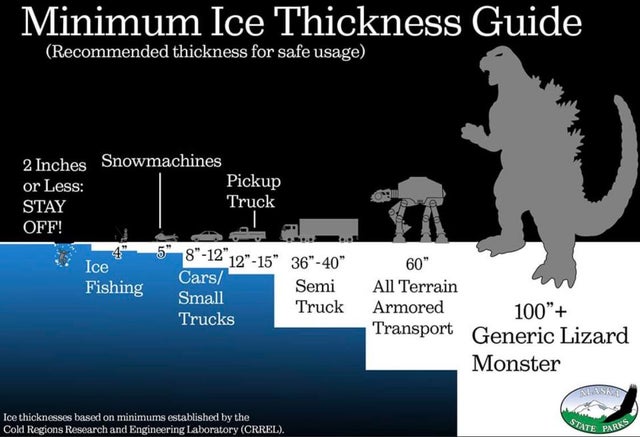 Minimum Ice Thickness Guide
(Recommended thickness for safe usage)
2 Inches
or Less:
STAY
OFF!
Snowmachines
Pickup
Truck
4"
Ice
Fishing
5"
8"-12"
Cars/
Small
Trucks
12"-15"
36"-40"
Semi
Truck
60"
All Terrain
Armored
Transport
100"+
Generic Lizard
Monster
Ice thicknesses based on minimums established by the
Cold Regions Research and Engineering Laboratory (CRREL).
ALASKA
STATE PARKS